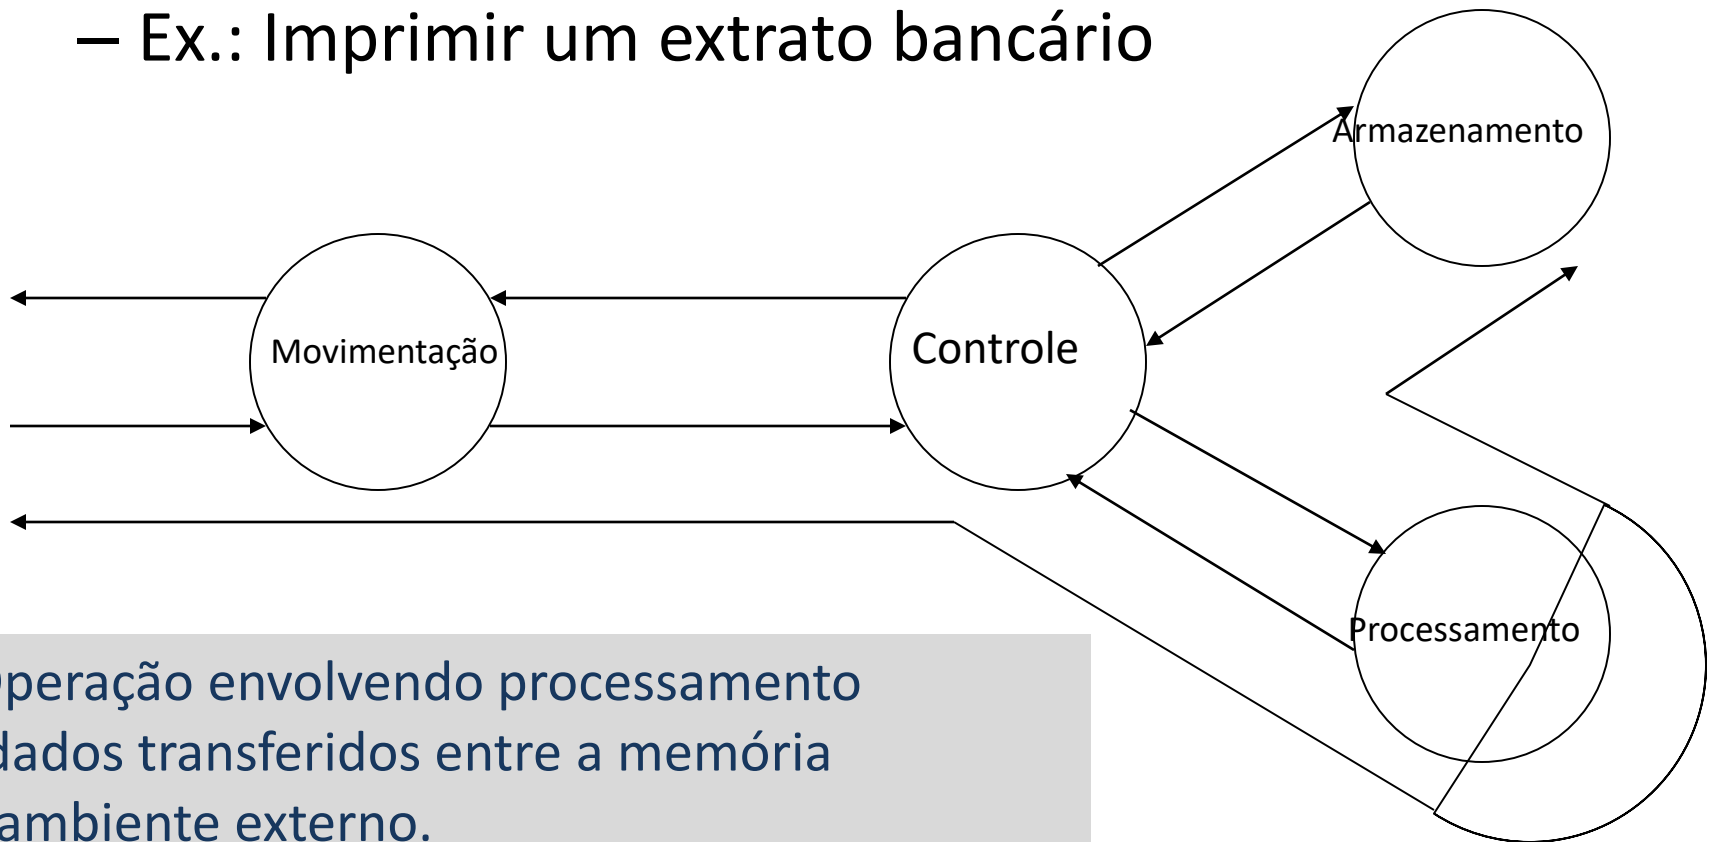 – Ex.: Imprimir um extrato bancário
Armazenamento
Movimentação
Controle
Processamento
peração envolvendo processamento
dados transferidos entre a memória
ambiente externo.